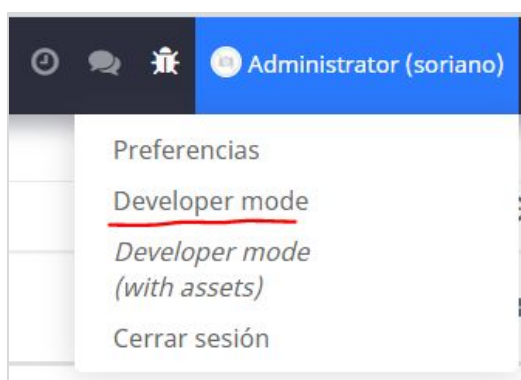 Administrator (soriano)
Preferencias
Developer mode
Developer mode
(with assets)
Cerrar sesión